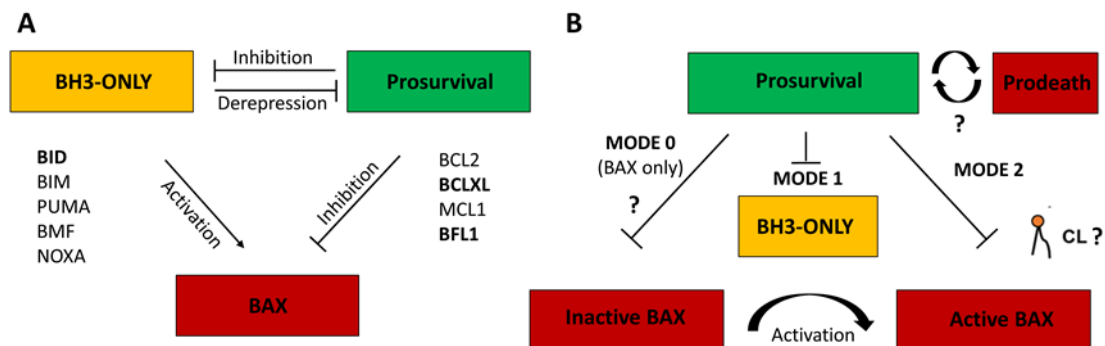 A
Inhibition
BH3-ONLY
Prosurvival
Derepression
BID
BIM
PUMA
BMF
NOXA
Activation
Inhibition
BCL2
BCLXL
MCL1
BFL1
BAX
B
Prosurvival
Prodeath
?
MODE 0
(BAX only)
?
MODE 1
MODE 2
BH3-ONLY
CL ?
Inactive BAX
Activation
Active BAX